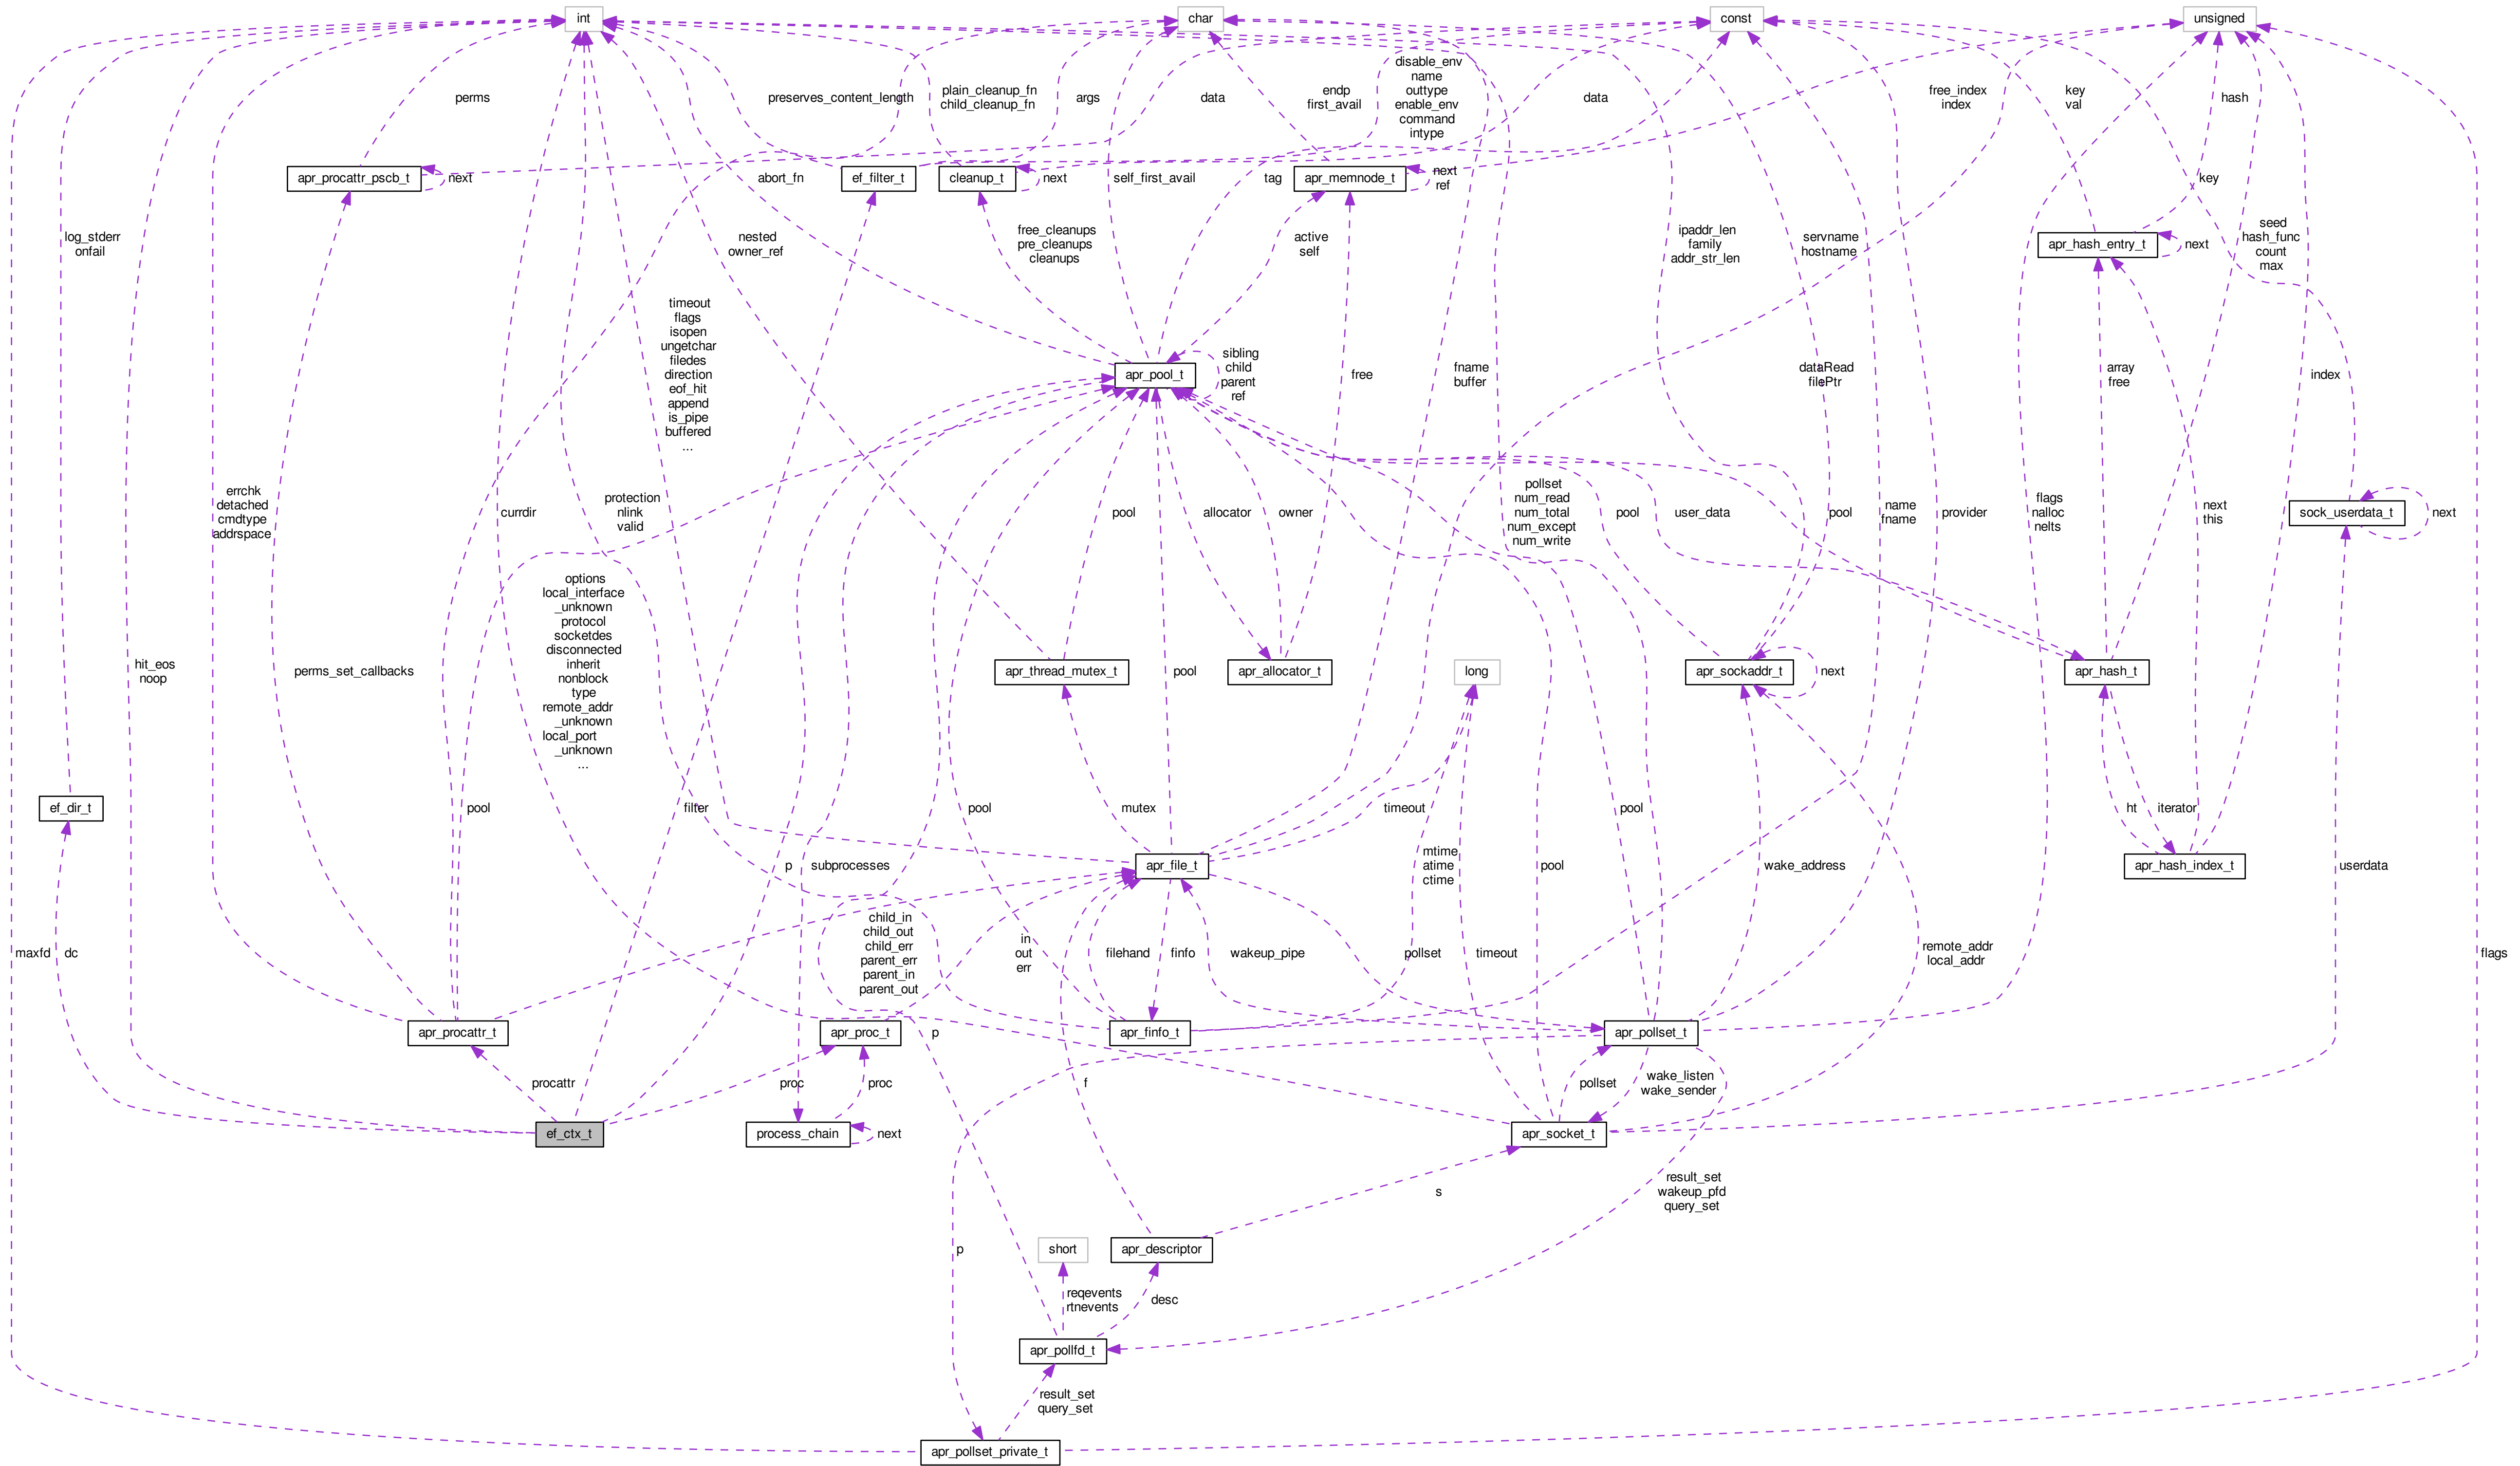 int
char
const
unsigned
disable_env
name
outtype
enable_env
command
intype
perms
preserves_content_length
plain_cleanup_fn
child_cleanup_fn
args
data
endp
first_avail
data
free_index
index
key
val
hash
apr_procattr_pscb_t
next
abort_fn
ef_filter_t
cleanup_t
next
self_first_avail
tag
apr_memnode_t
next
ref
key
log_stderr
onfail
nested
owner_ref
free_cleanups
pre_cleanups
cleanups
active
self
ipaddr_len
family
addr_str_len
servname
hostname
apr_hash_entry_t
next
seed
hash_func
count
max
timeout
flags
isopen
ungetchar
filedes
direction
eof_hit
append
is_pipe
buffered
...
apr_pool_t
sibling
child
parent
ref
free
fname
buffer
dataRead
filePtr
array
free
index
errchk
detached
cmdtype
addrspace
currdir
protection
nlink
valid
pool
allocator
owner
pollset
num_read
num_total
num_except
num_write
pool
user_data
pool
name
fname
provider
flags
nalloc
nelts
next
this
sock_userdata_t
next
options
local_interface
_unknown
protocol
socketdes
disconnected
inherit
nonblock
type
remote_addr
_unknown
local_port
_unknown
...
hit_eos
noop
perms_set_callbacks
apr_thread_mutex_t
pool
apr_allocator_t
long
apr_sockaddr_t
next
apr_hash_t
ef_dir_t
pool
filter
pool
mutex
timeout
pool
ht
iterator
p
subprocesses
apr_file_t
mtime
atime
ctime
pool
wake_address
apr_hash_index_t
userdata
maxfd
dc
child_in
child_out
child_err
parent_err
parent_in
parent_out
in
out
err
filehand
finfo
wakeup_pipe
pollset
timeout
remote_addr
local_addr
flags
apr_procattr_t
apr_proc_t
p
apr_finfo_t
apr_pollset_t
procattr
proc
proc
f
pollset
wake_listen
wake_sender
ef_ctx_t
process_chain
next
apr_socket_t
s
result_set
wakeup_pfd
query_set
p
short
apr_descriptor
reqevents
rtnevents
desc
apr_pollfd_t
result_set
query_set
apr_pollset_private_t